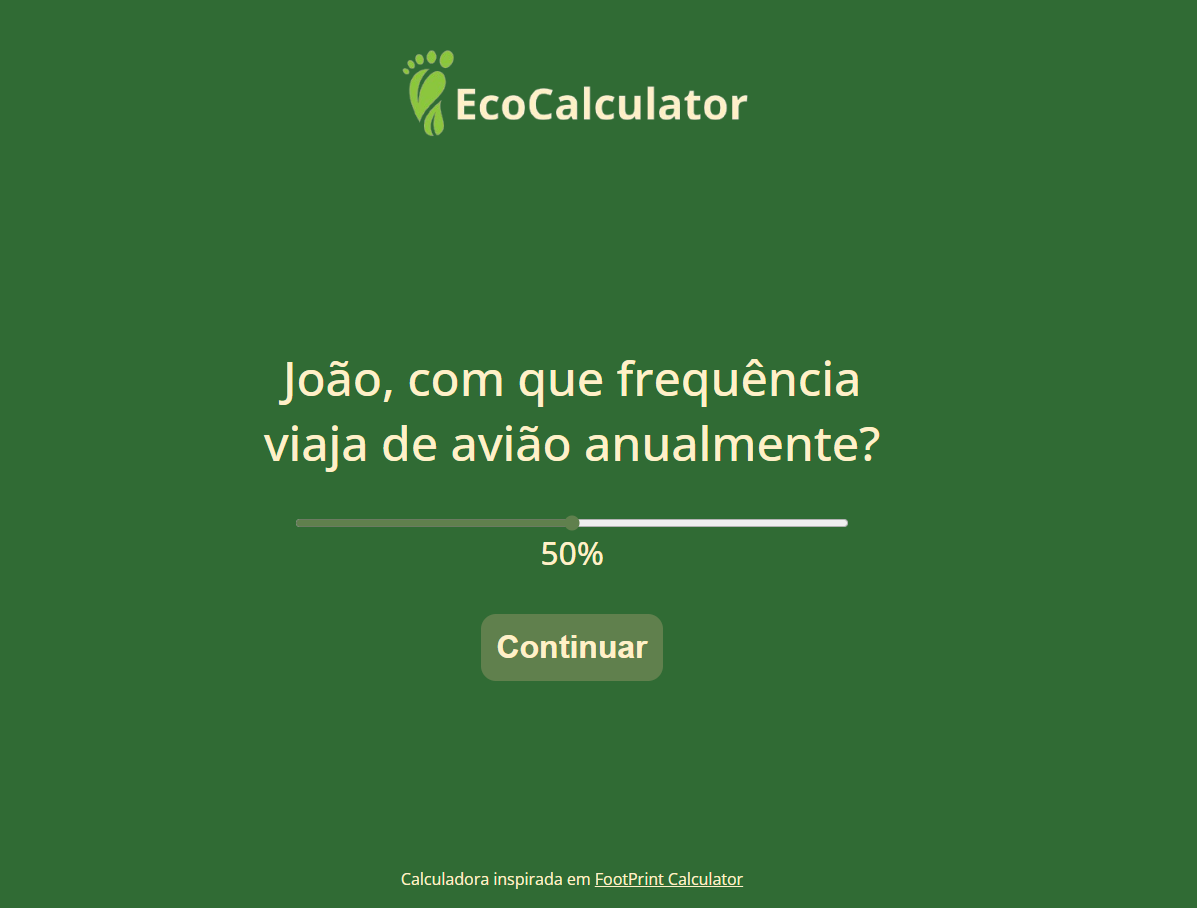 EcoCalculator
João, com que frequência
viaja de avião anualmente?
50%
Continuar
Calculadora inspirada em FootPrint Calculator